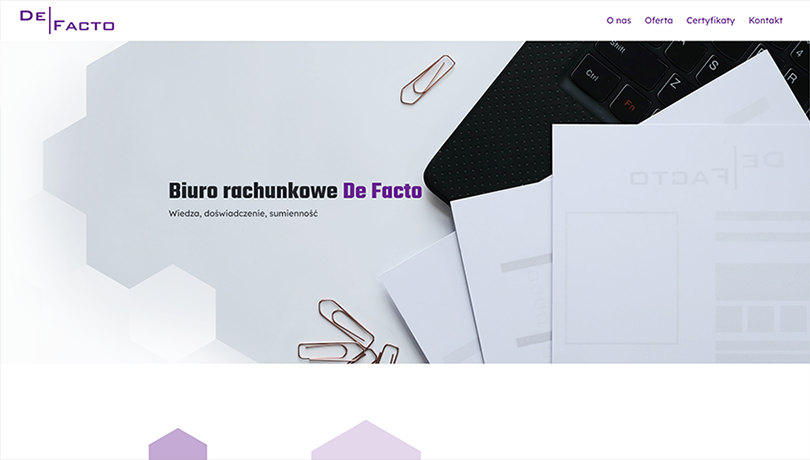 DE FACTO
O nas Oferta Certyfikaty Kontakt
Biuro rachunkowe De Facto
Wiedza, doświadczenie, sumienność
Shift
Ctrl
Fn
Z
S
R
DE FACTO